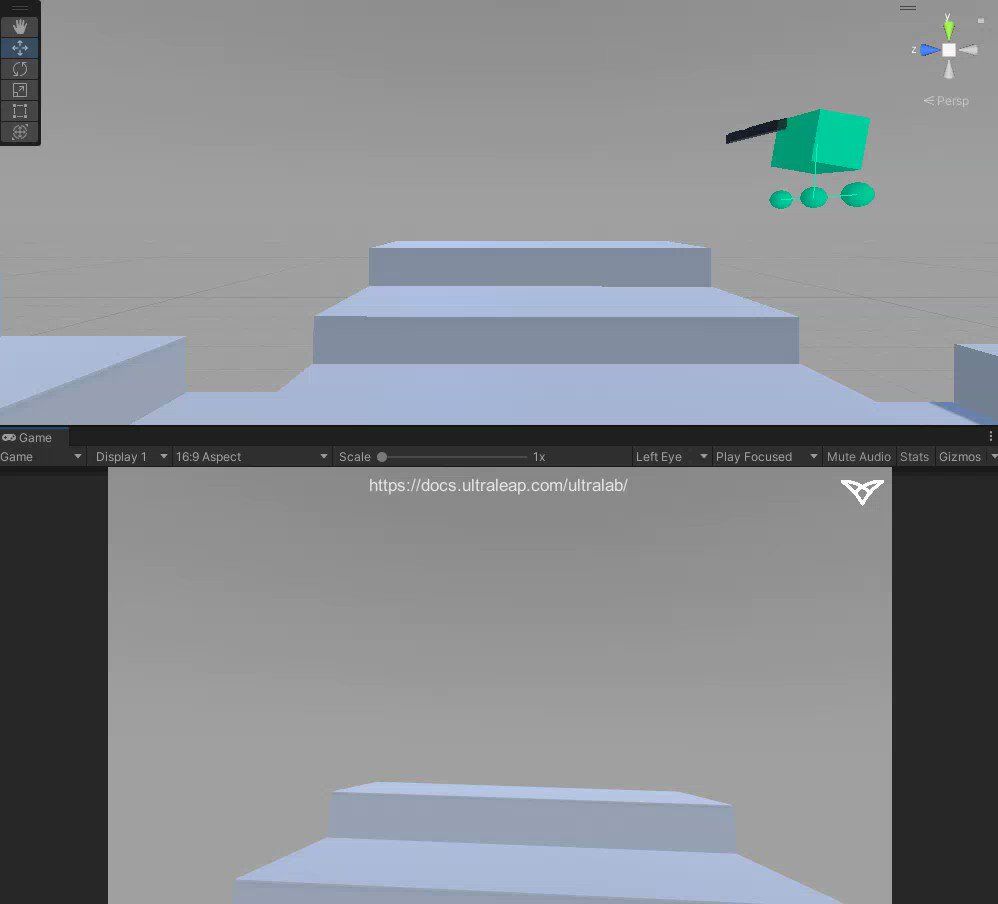 y
z
< Persp
Game
Game
Display 1
16:9 Aspect
Scale
1x
Left Eye
Play Focused
Mute Audio
Stats
Gizmos
https://docs.ultraleap.com/ultralab/